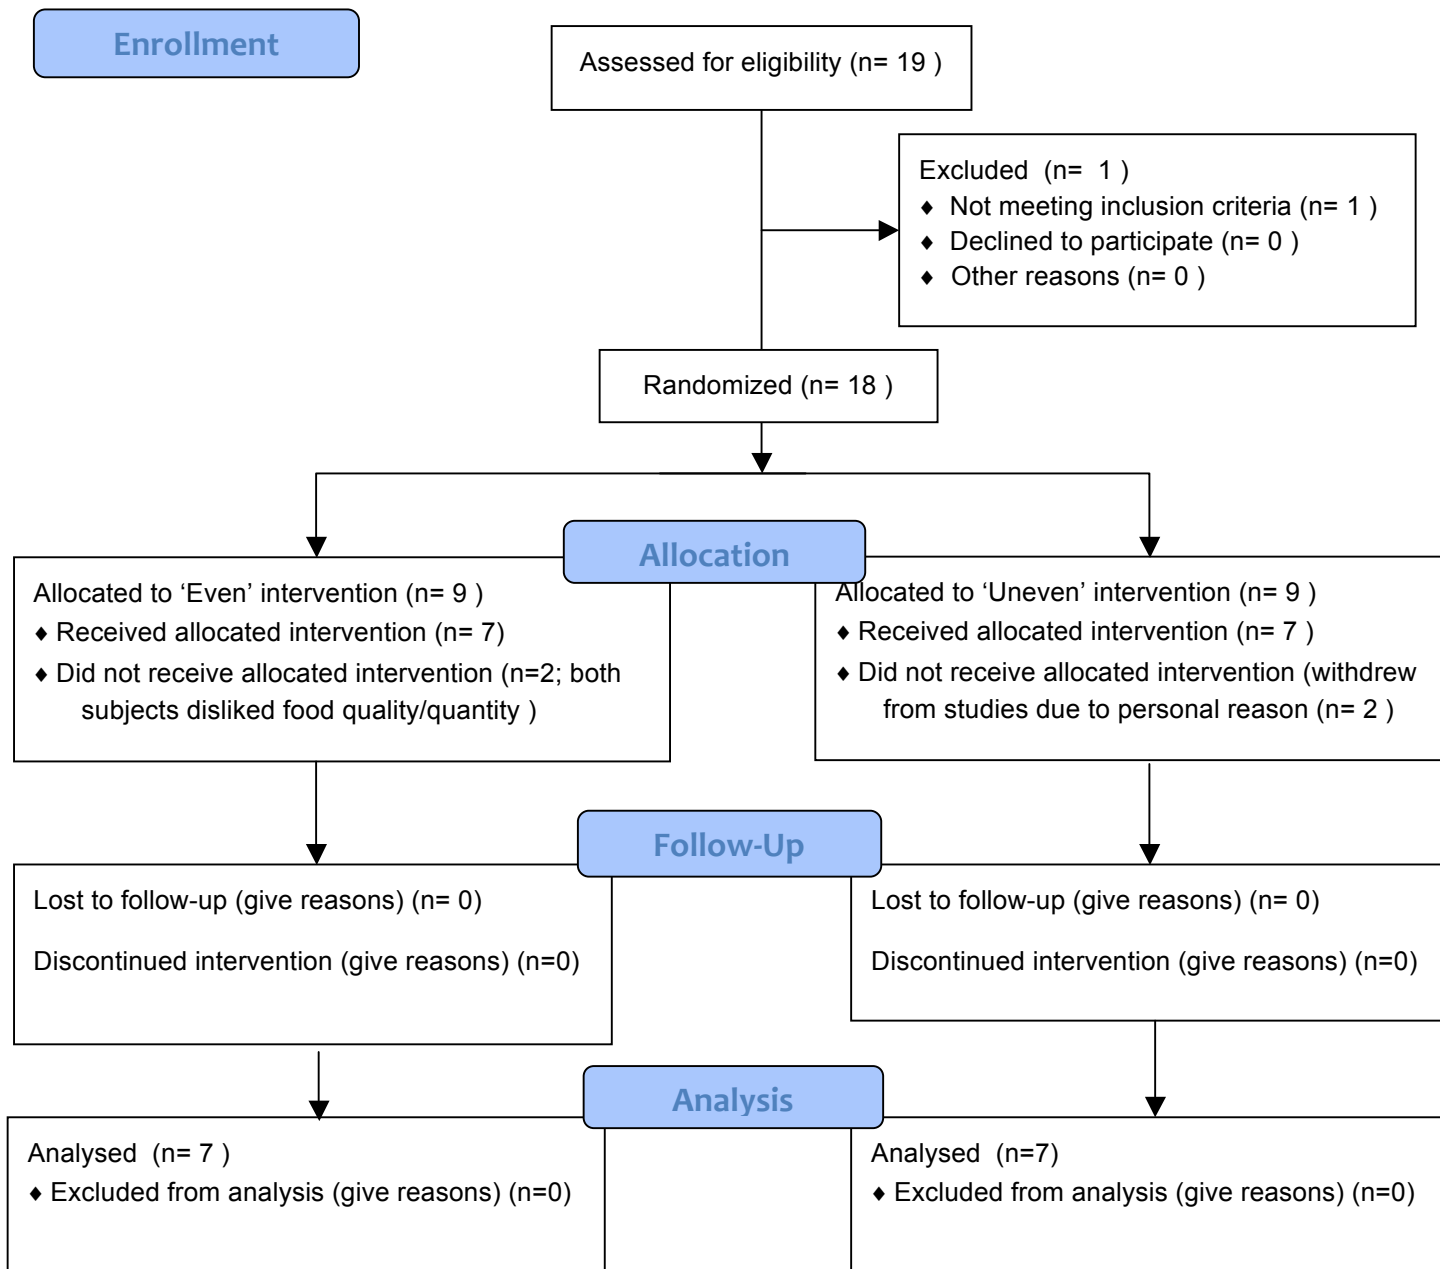 Enrollment
Assessed for eligibility (n= 19 )
Excluded  (n=  1 )
♦ Not meeting inclusion criteria (n= 1 )
♦ Declined to participate (n= 0 )
♦ Other reasons (n= 0 )
Randomized (n= 18 )
Allocation
Allocated to ‘Even’ intervention (n= 9 )
♦ Received allocated intervention (n= 7)
♦ Did not receive allocated intervention (n=2; both
subjects disliked food quality/quantity )
Allocated to ‘Uneven’ intervention (n= 9 )
♦ Received allocated intervention (n= 7 )
♦ Did not receive allocated intervention (withdrew
from studies due to personal reason (n= 2 )
Follow-Up
Lost to follow-up (give reasons) (n= 0)
Discontinued intervention (give reasons) (n=0)
Lost to follow-up (give reasons) (n= 0)
Discontinued intervention (give reasons) (n=0)
Analysis
Analysed  (n= 7 )
♦ Excluded from analysis (give reasons) (n=0)
Analysed  (n=7)
♦ Excluded from analysis (give reasons) (n=0)